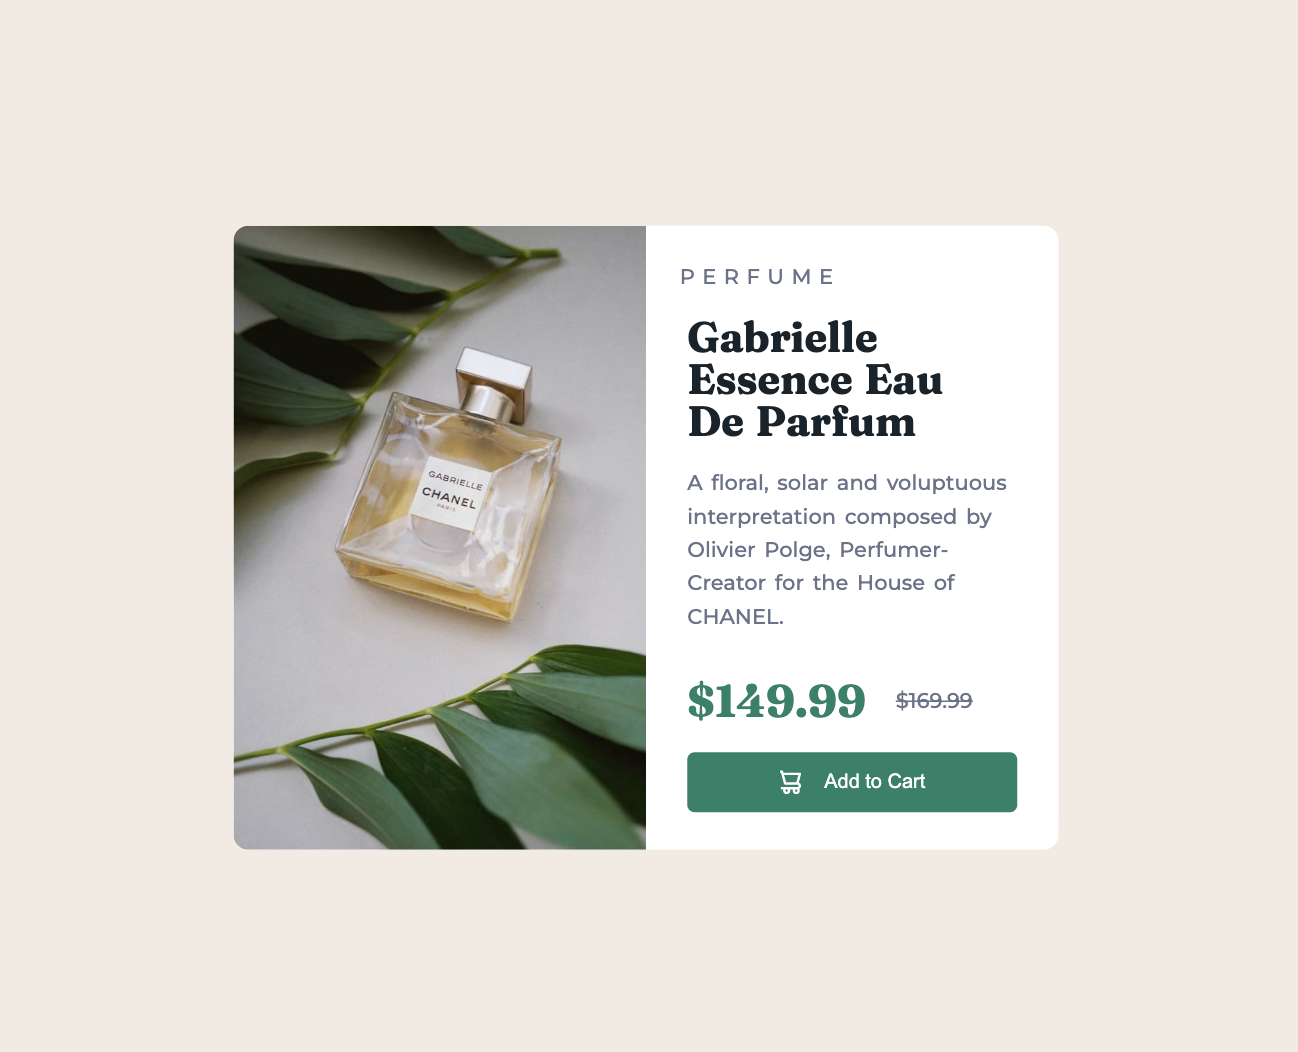 GABRIELLE
CHANEL
PARIS
PERFUME
Gabrielle
Essence Eau
De Parfum
A floral, solar and voluptuous
interpretation composed by
Olivier Polge, Perfumer-
Creator for the House of
CHANEL.
$149.99 $169.99
Add to Cart